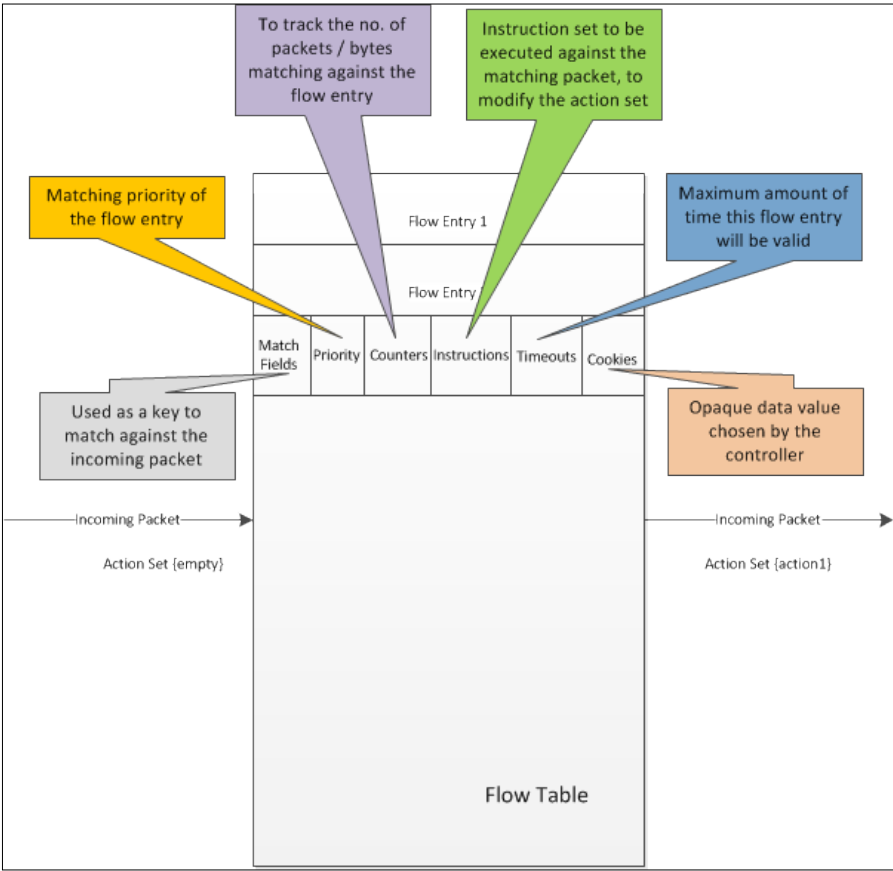 To track the no. of
packets / bytes
matching against the
flow entry
Instruction set to be
executed against the
matching packet, to
modify the action set
Matching priority of
the flow entry
Maximum amount of
time this flow entry
will be valid
Flow Entry 1
Flow Entry
Match
Fields
Priority
Counters
Instructions
Timeouts
Cookies
Used as a key to
match against the
incoming packet
Opaque data value
chosen by the
controller
Incoming Packet
Incoming Packet
Action Set {empty}
Action Set {action1}
Flow Table